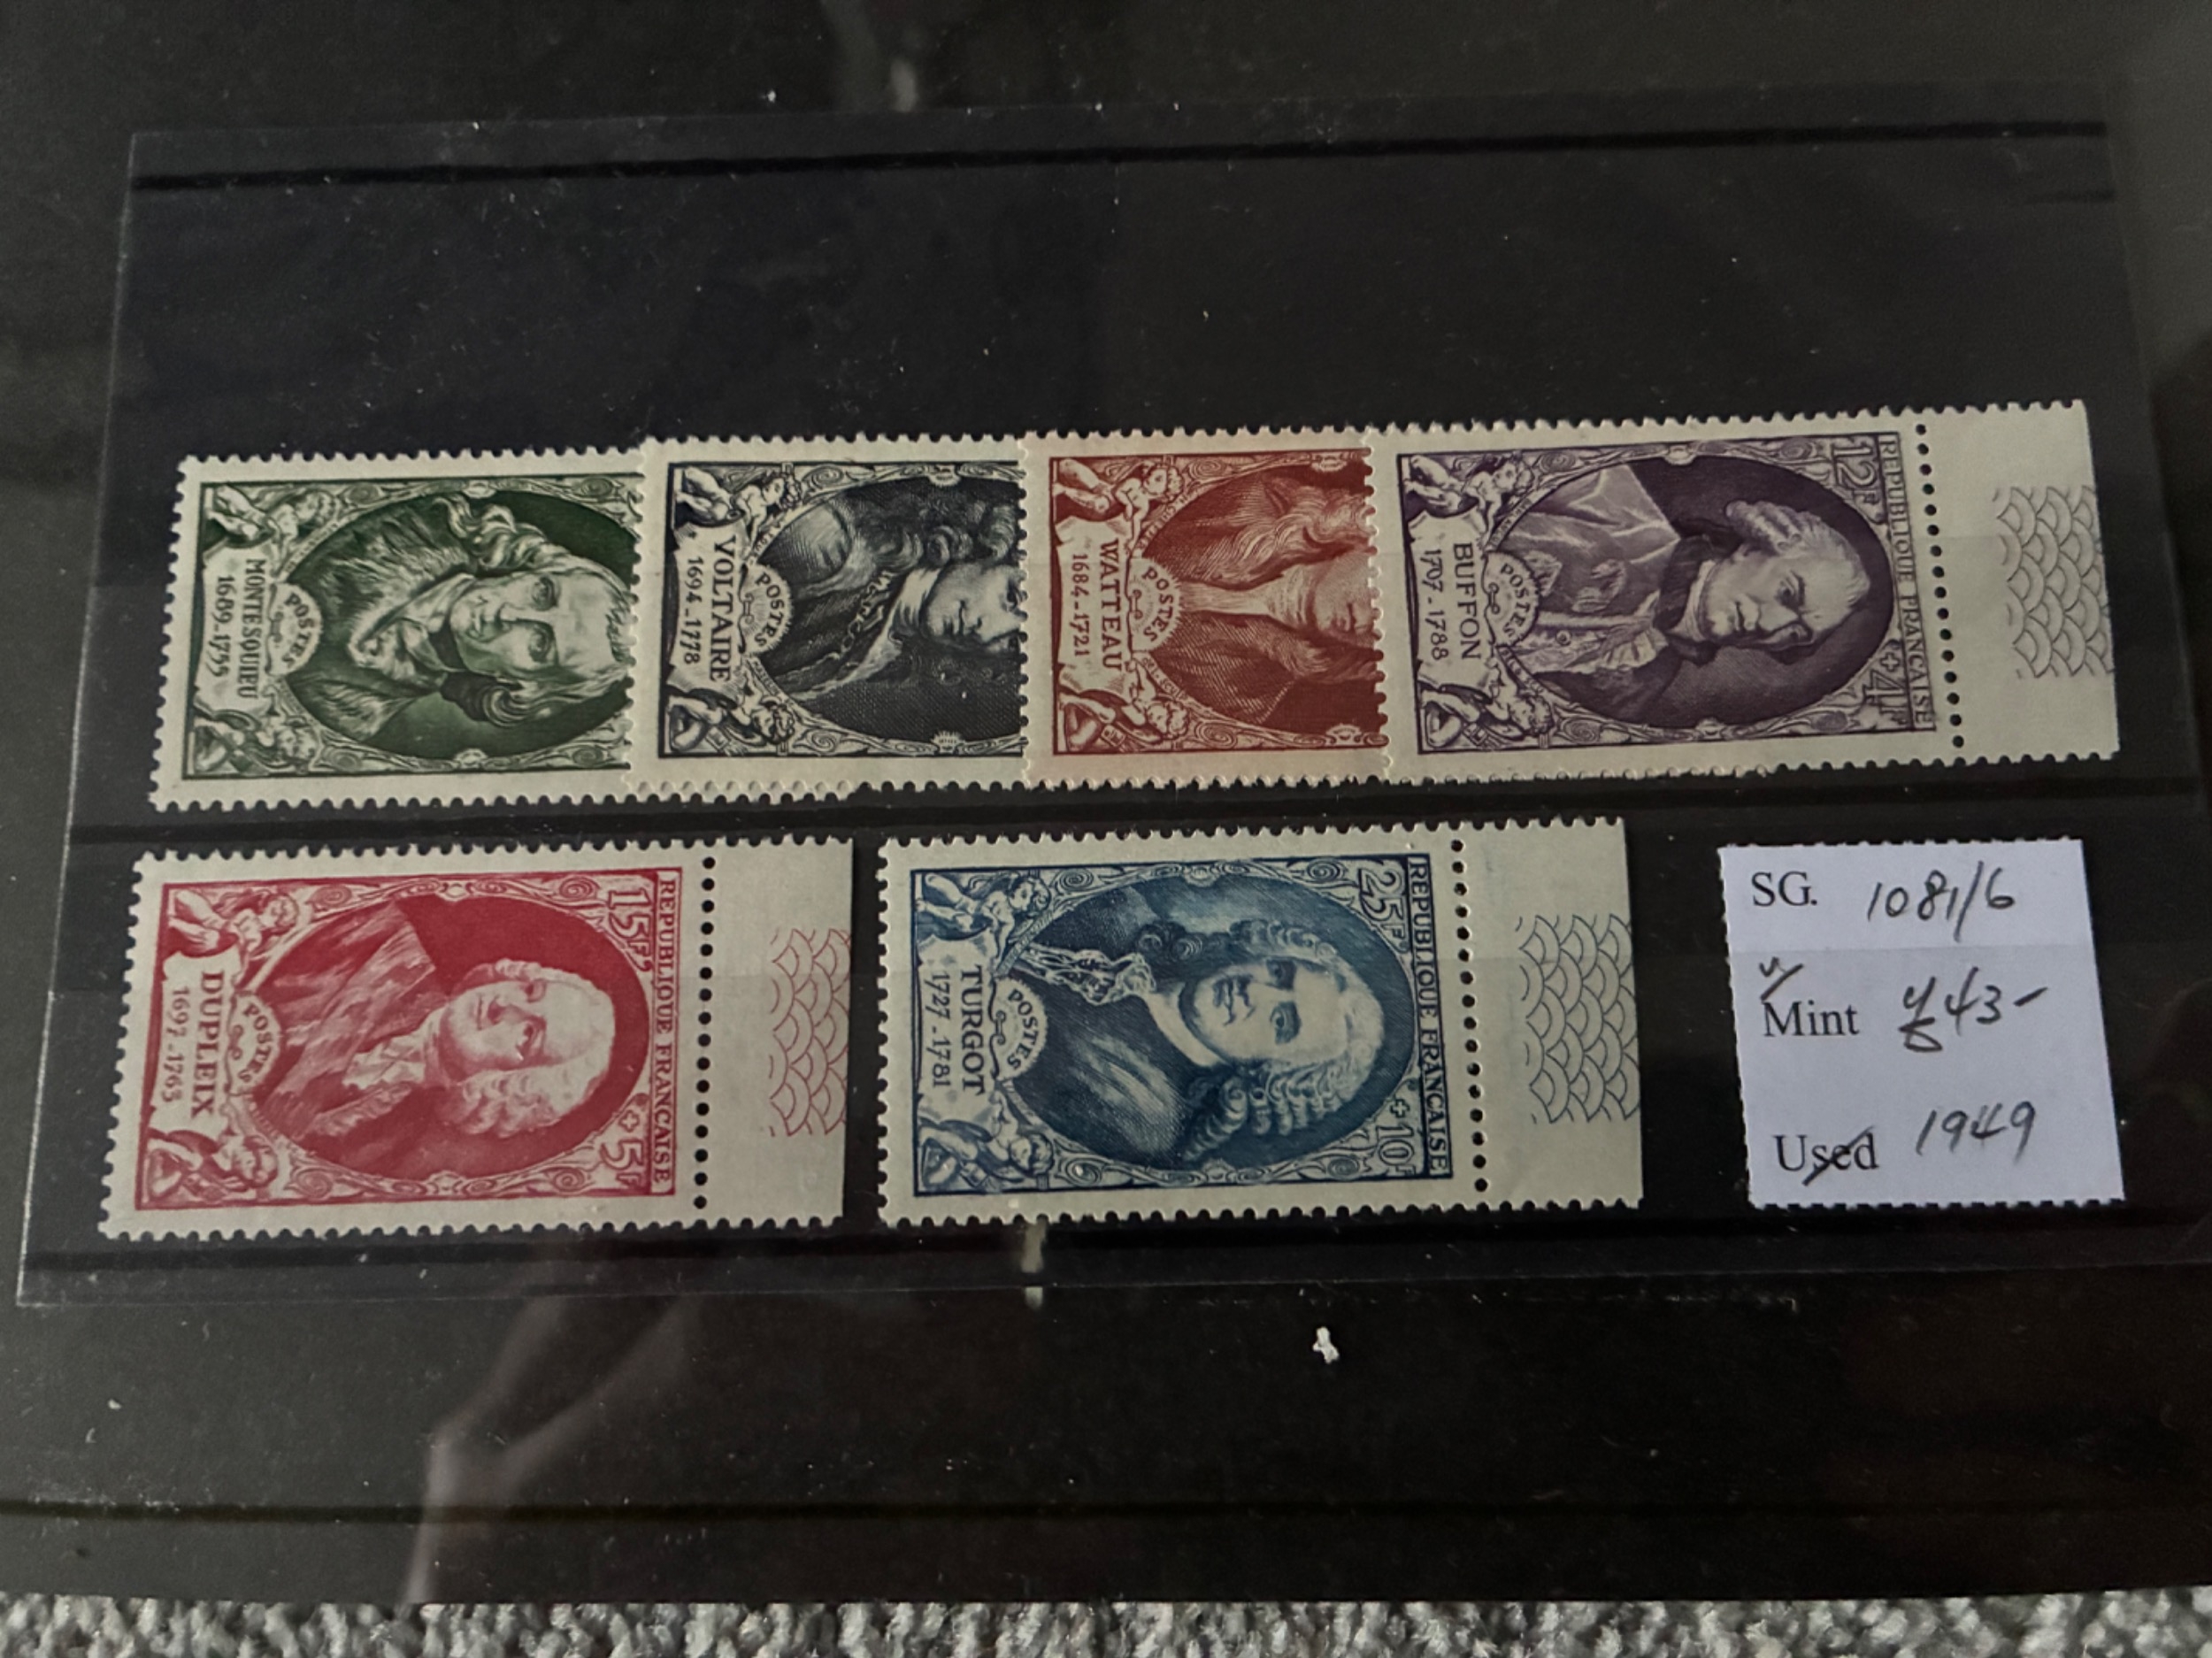 MONTESQUIEU
1689-1755
POSTES
VOLTAIRE
1694-1778
POSTES
WATTEAU
1684-1721
POSTES
BUFFON
1707-1788
POSTES
12F
+4F
REPUBLIQUE FRANÇAISE
DUPLEIX
1697-1763
POSTES
15F
+5F
REPUBLIQUE FRANÇAISE
TURGOT
1727-1781
POSTES
25F
+10F
REPUBLIQUE FRANÇAISE
SG. 1081/6
Mint 43-
Used 1949